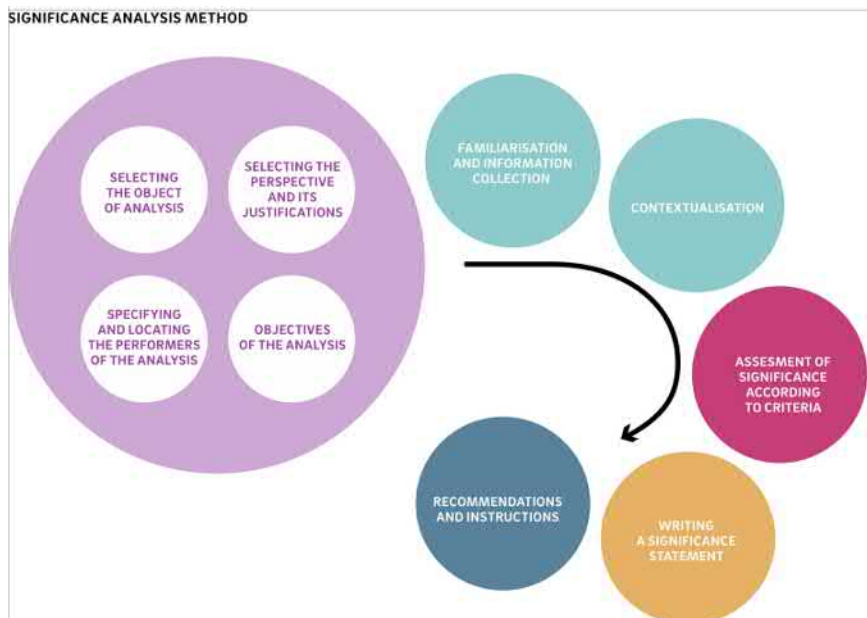 SIGNIFICANCE ANALYSIS METHOD
SELECTING
THE OBJECT
OF ANALYSIS
SELECTING THE
PERSPECTIVE
AND ITS
JUSTIFICATIONS
SPECIFYING
AND LOCATING
THE PERFORMERS
OF THE ANALYSIS
OBJECTIVES
OF THE ANALYSIS
FAMILIARISATION
AND INFORMATION
COLLECTION
CONTEXTUALISATION
ASSESMENT OF
SIGNIFICANCE
ACCORDING
TO CRITERIA
WRITING
A SIGNIFICANCE
STATEMENT
RECOMMENDATIONS
AND INSTRUCTIONS